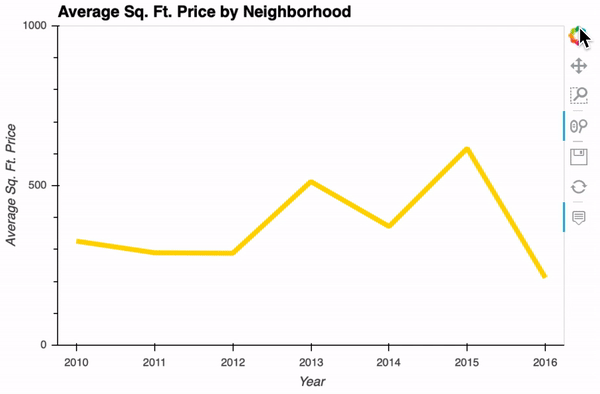 Average Sq. Ft. Price by Neighborhood
1000
500
0
Average Sq. Ft. Price
2010 2011 2012 2013 2014 2015 2016
Year